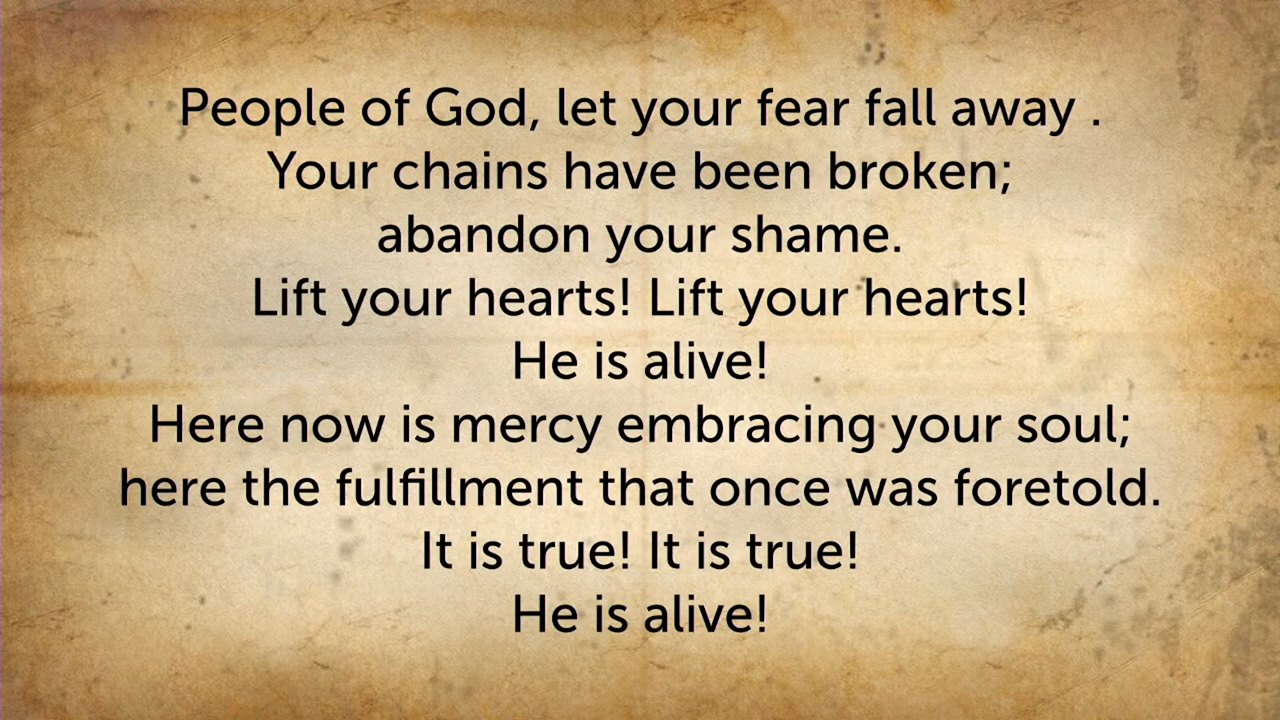 People of God, let your fear fall away .
Your chains have been broken;
abandon your shame.
Lift your hearts! Lift your hearts!
He is alive!
Here now is mercy embracing your soul;
here the fulfillment that once was foretold.
It is true! It is true!
He is alive!